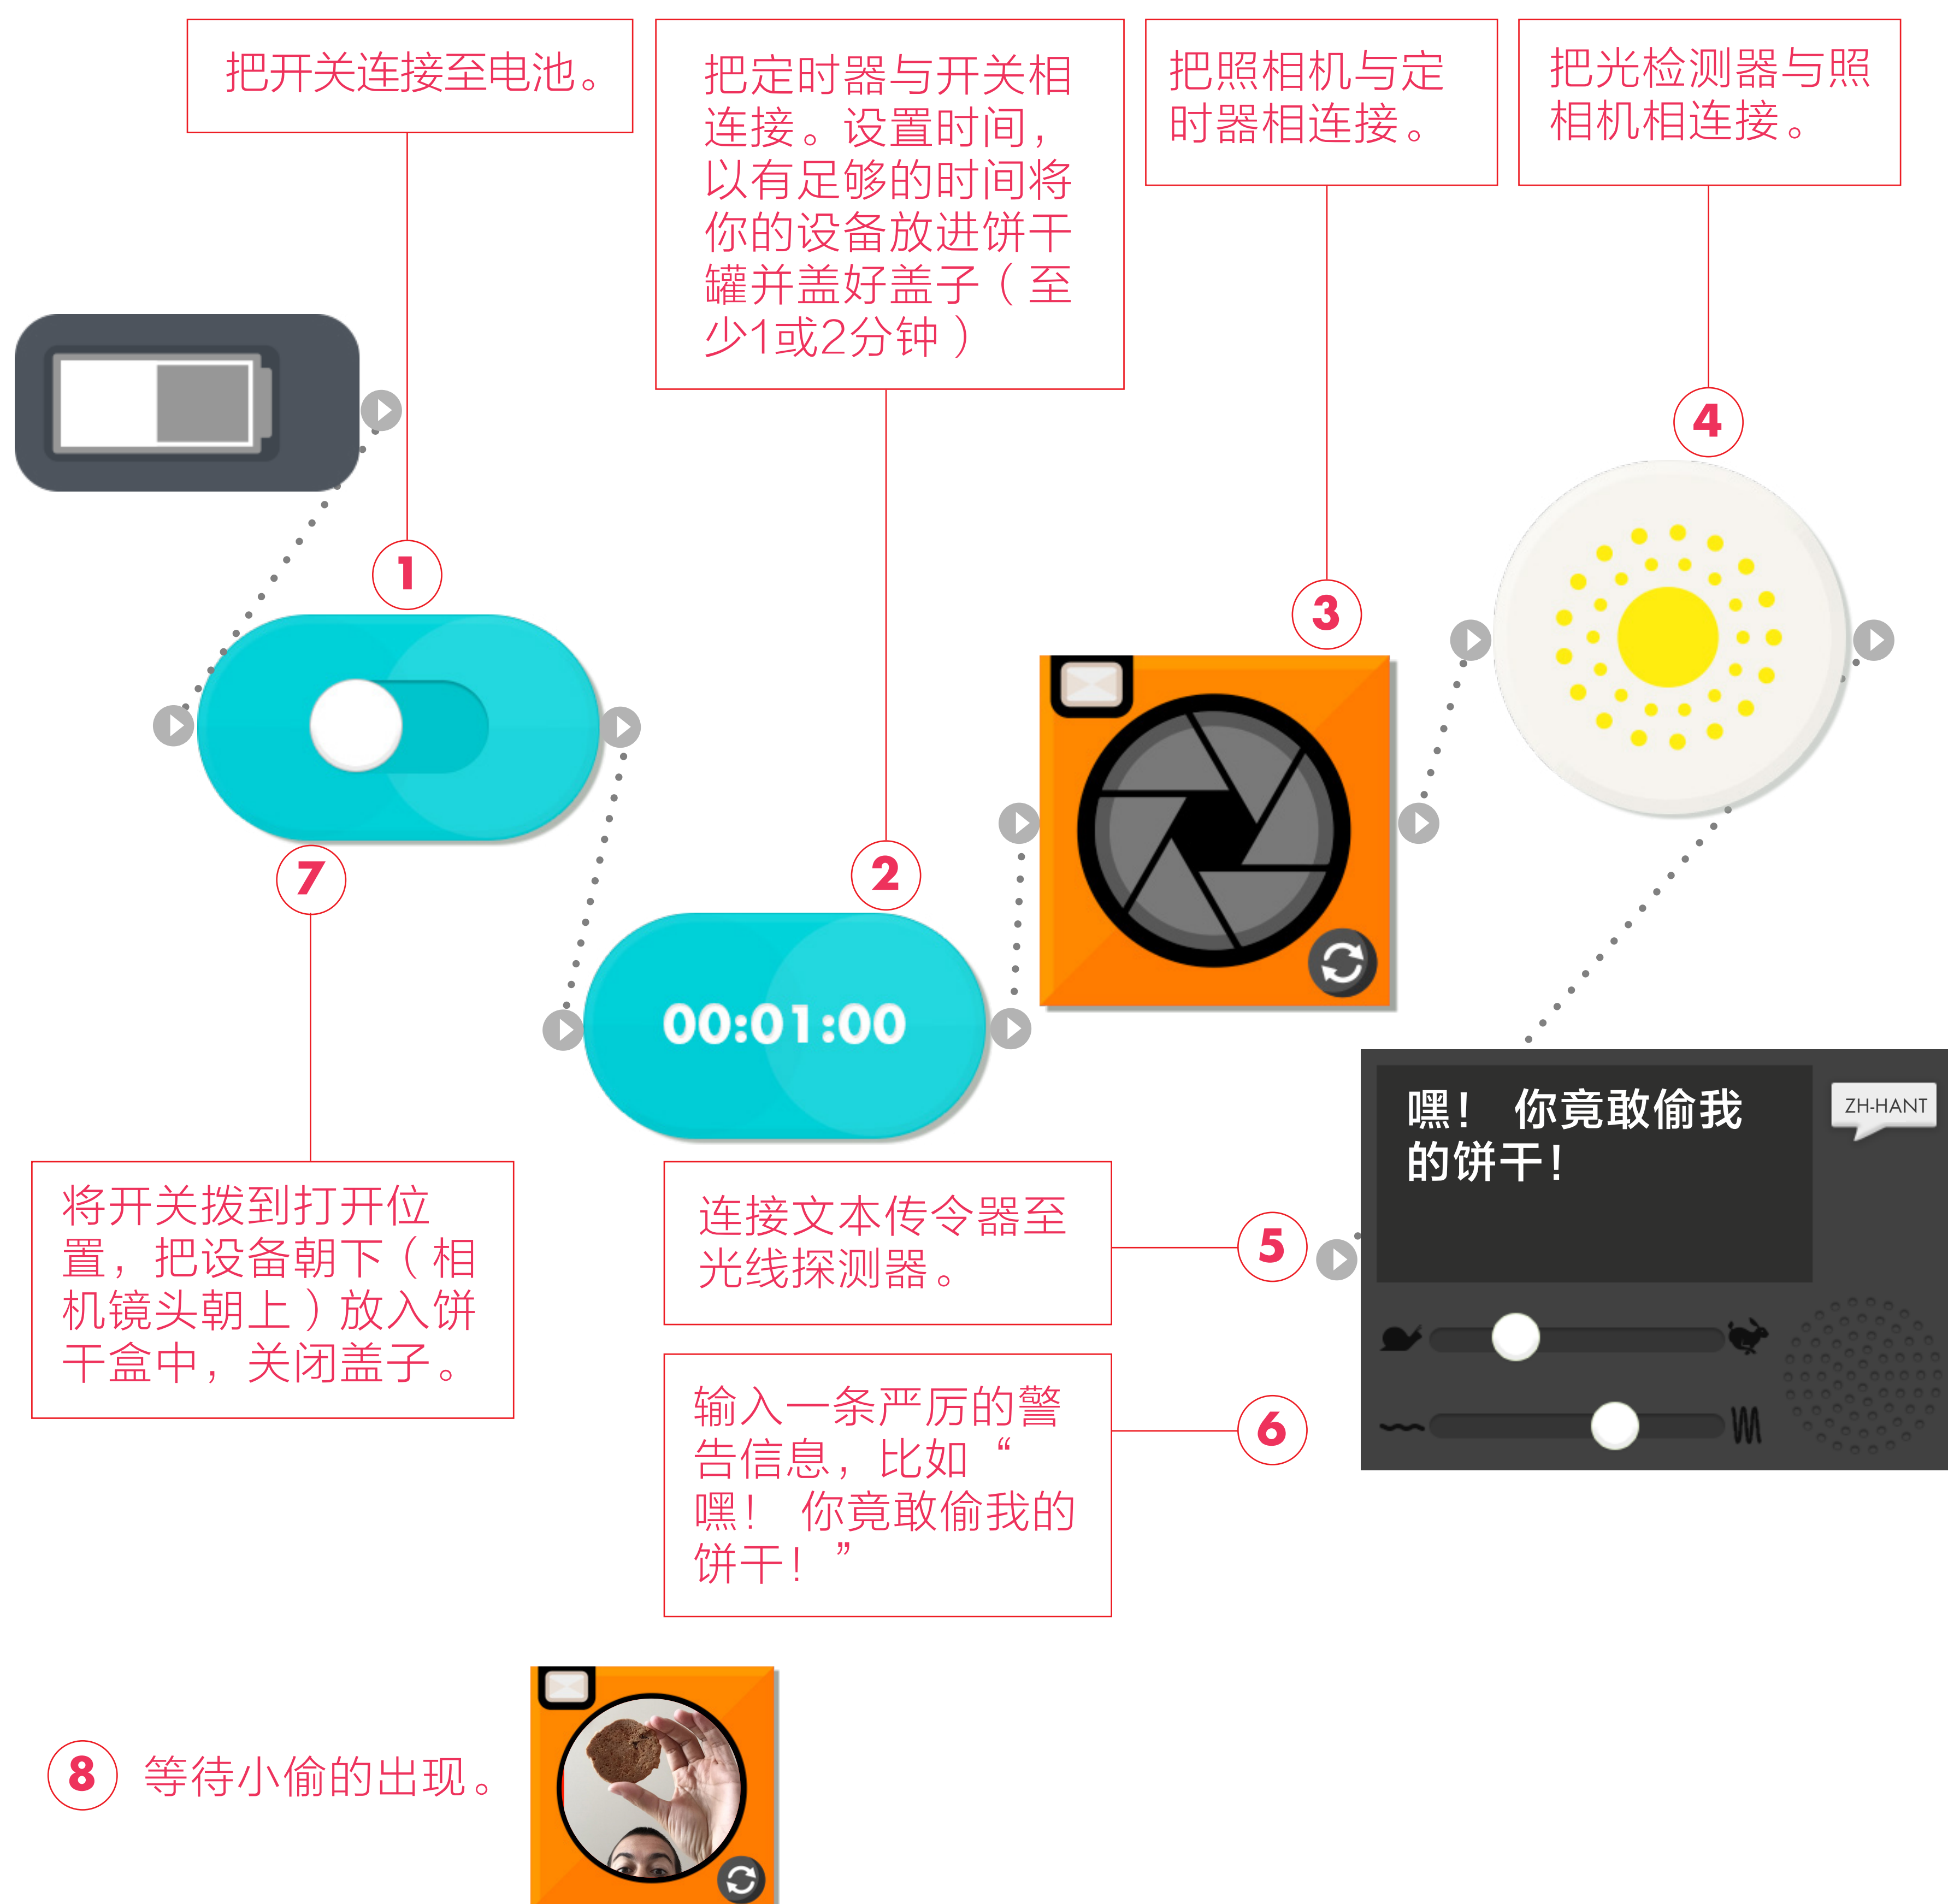 把开关连接至电池。
1
把定时器与开关相
连接。设置时间，
以有足够的时间将
你的设备放进饼干
罐并盖好盖子（至
少1或2分钟）
2
把照相机与定
时器相连接。
3
把光检测器与照
相机相连接。
4
00:01:00
连接文本传令器至
光线探测器。
5
输入一条严厉的警
告信息，比如“
嘿！ 你竟敢偷我的
饼干！”
6
嘿！ 你竟敢偷我
的饼干！
ZH-HANT
7
将开关拨到打开位
置，把设备朝下（相
机镜头朝上）放入饼
干盒中，关闭盖子。
8 等待小偷的出现。